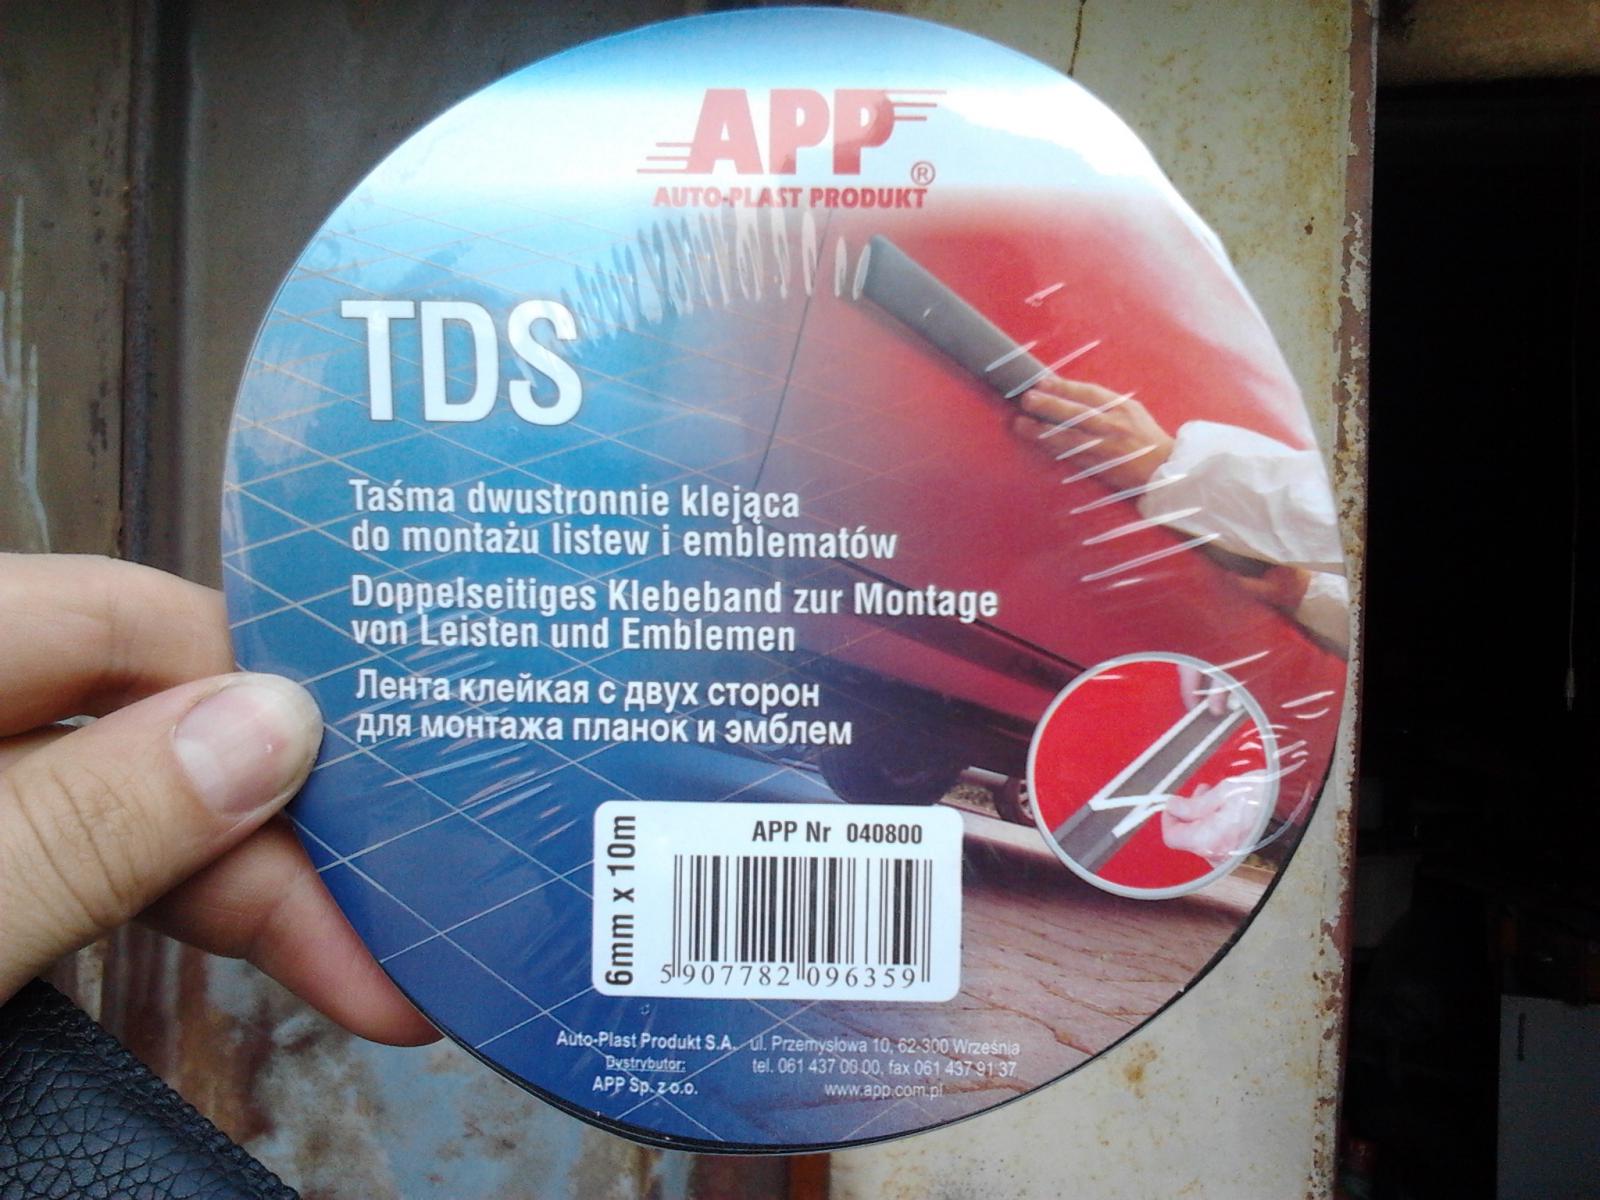 APP
®
AUTO-PLAST PRODUKT
TDS
Taśma dwustronnie klejąca
do montażu listew i emblematów
Doppelseitiges Klebeband zur Montage
von Leisten und Emblemen
Лента клейкая с двух сторон
для монтажа планок и эмблем
6mm x 10m
APP Nr 040800
5 907782 096359
Auto-Plast Produkt S.A.
Dystrybutor:
APP Sp. z o.o.
ul. Przemysłowa 10, 62-300 Września
tel. 061 437 00 00, fax 061 437 91 37
www.app.com.pl